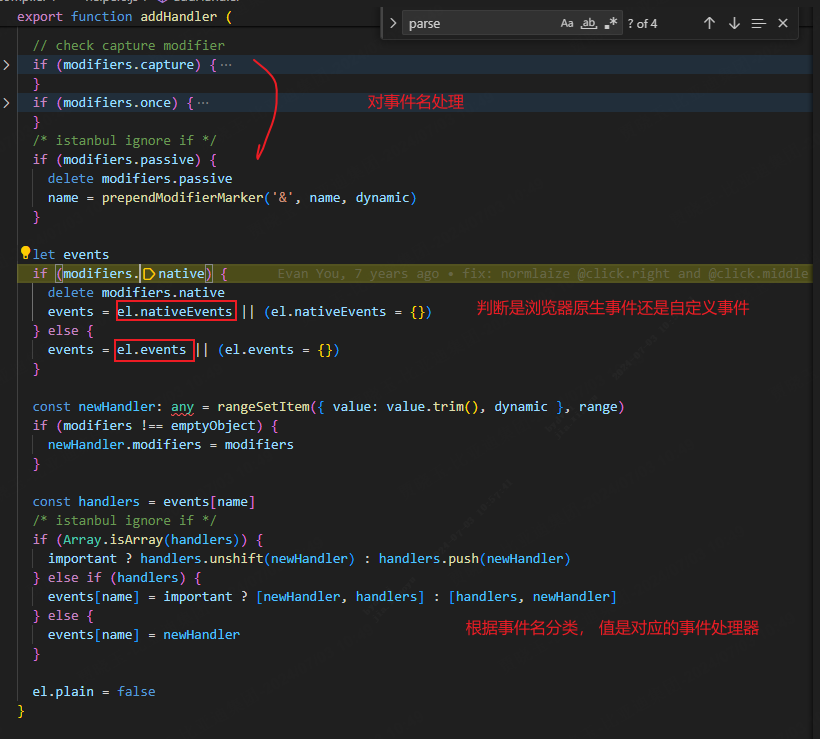 export function addHandler (
parse
Aa ab .* ? of 4
// check capture modifier
if (modifiers.capture) { ···
}
if (modifiers.once) { ···
对事件名处理
}
/* istanbul ignore if */
if (modifiers.passive) {
delete modifiers.passive
name = prependModifierMarker('&', name, dynamic)
}
let events
if (modifiers.native) { Evan You, 7 years ago • fix: normlaize @click.right and @click.middle
delete modifiers.native
events = el.nativeEvents || (el.nativeEvents = {})
判断是浏览器原生事件还是自定义事件
} else {
events = el.events || (el.events = {})
}
const newHandler: any = rangeSetItem({ value: value.trim(), dynamic }, range)
if (modifiers !== emptyObject) {
newHandler.modifiers = modifiers
}
const handlers = events[name]
/* istanbul ignore if */
if (Array.isArray(handlers)) {
important ? handlers.unshift(newHandler) : handlers.push(newHandler)
} else if (handlers) {
events[name] = important ? [newHandler, handlers] : [handlers, newHandler]
} else {
events[name] = newHandler
根据事件名分类， 值是对应的事件处理器
}
el.plain = false
}